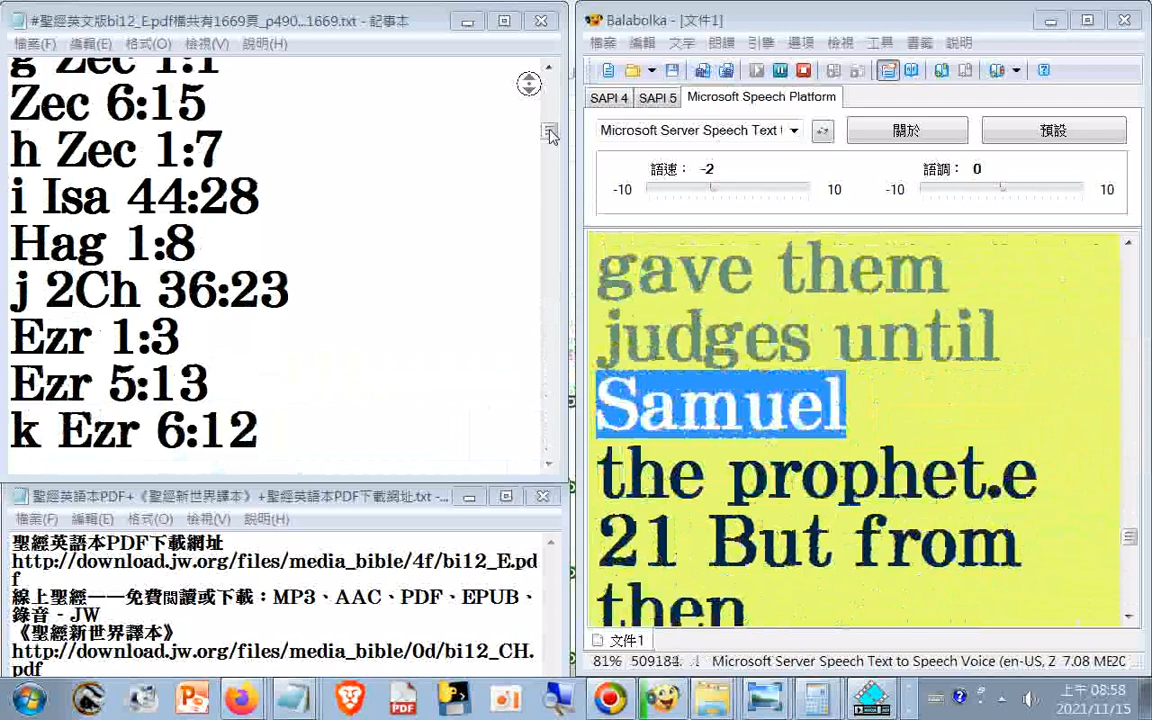 #聖經英文版bi12_E.pdf檔共有1669頁_p490...1669.txt - 記事本
檔案(F) 編輯(E) 格式(O) 檢視(V) 說明(H)
g Zec 1:1
Zec 6:15
h Zec 1:7
i Isa 44:28
Hag 1:8
j 2Ch 36:23
Ezr 1:3
Ezr 5:13
k Ezr 6:12
聖經英語本PDF+《聖經新世界譯本》+聖經英語本PDF下載網址.txt -...
檔案(F) 編輯(E) 格式(O) 檢視(V) 說明(H)
聖經英語本PDF下載網址
http://download.jw.org/files/media_bible/4f/bi12_E.pd
f
線上聖經——免費閱讀或下載：MP3、AAC、PDF、EPUB、
錄音 - JW
《聖經新世界譯本》
http://download.jw.org/files/media_bible/0d/bi12_CH.
pdf
Balabolka - [文件1]
檔案 編輯 文字 朗讀 引擎 選項 檢視 工具 書籤 說明
SAPI 4 SAPI 5 Microsoft Speech Platform
Microsoft Server Speech Text 關於 預設
語速： -2 語調： 0
-10 10 -10 10
gave them
judges until
Samuel
the prophet.e
21 But from
then
文件1
81% Microsoft Server Speech Text to Speech Voice (en-US, Z
上午 08:58
2021/11/15